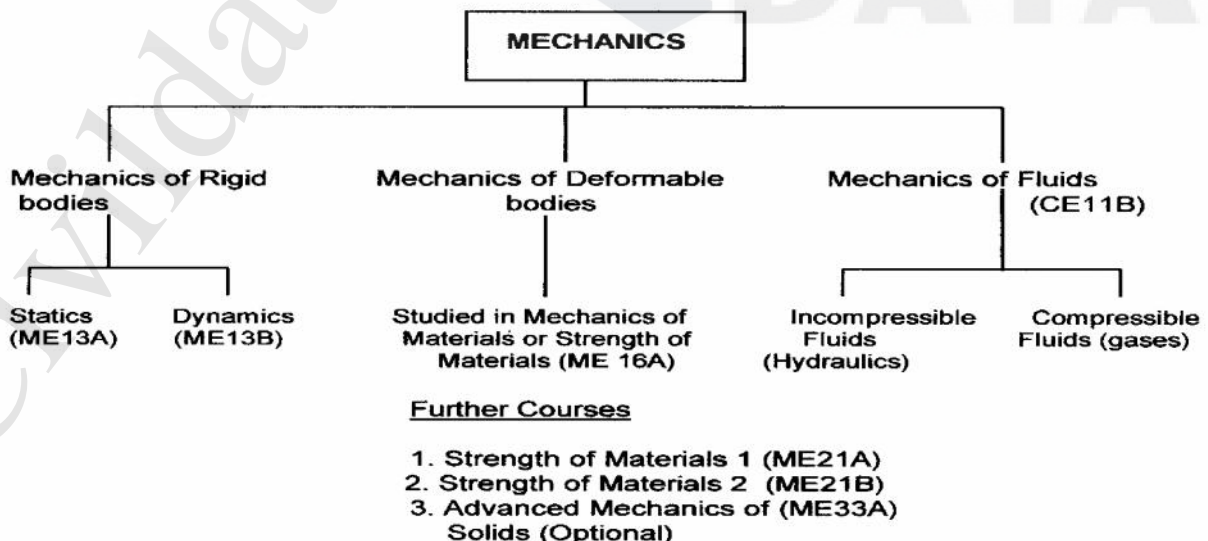 DATA
Civildata
MECHANICS
Mechanics of Rigid
bodies
Mechanics of Deformable
bodies
Mechanics of Fluids
(CE11B)
Statics
(ME13A)
Dynamics
(ME13B)
Studied in Mechanics of
Materials or Strength of
Materials (ME 16A)
Incompressible
Fluids
(Hydraulics)
Compressible
Fluids (gases)
Further Courses
1. Strength of Materials 1 (ME21A)
2. Strength of Materials 2 (ME21B)
3. Advanced Mechanics of (ME33A)
Solids (Optional)